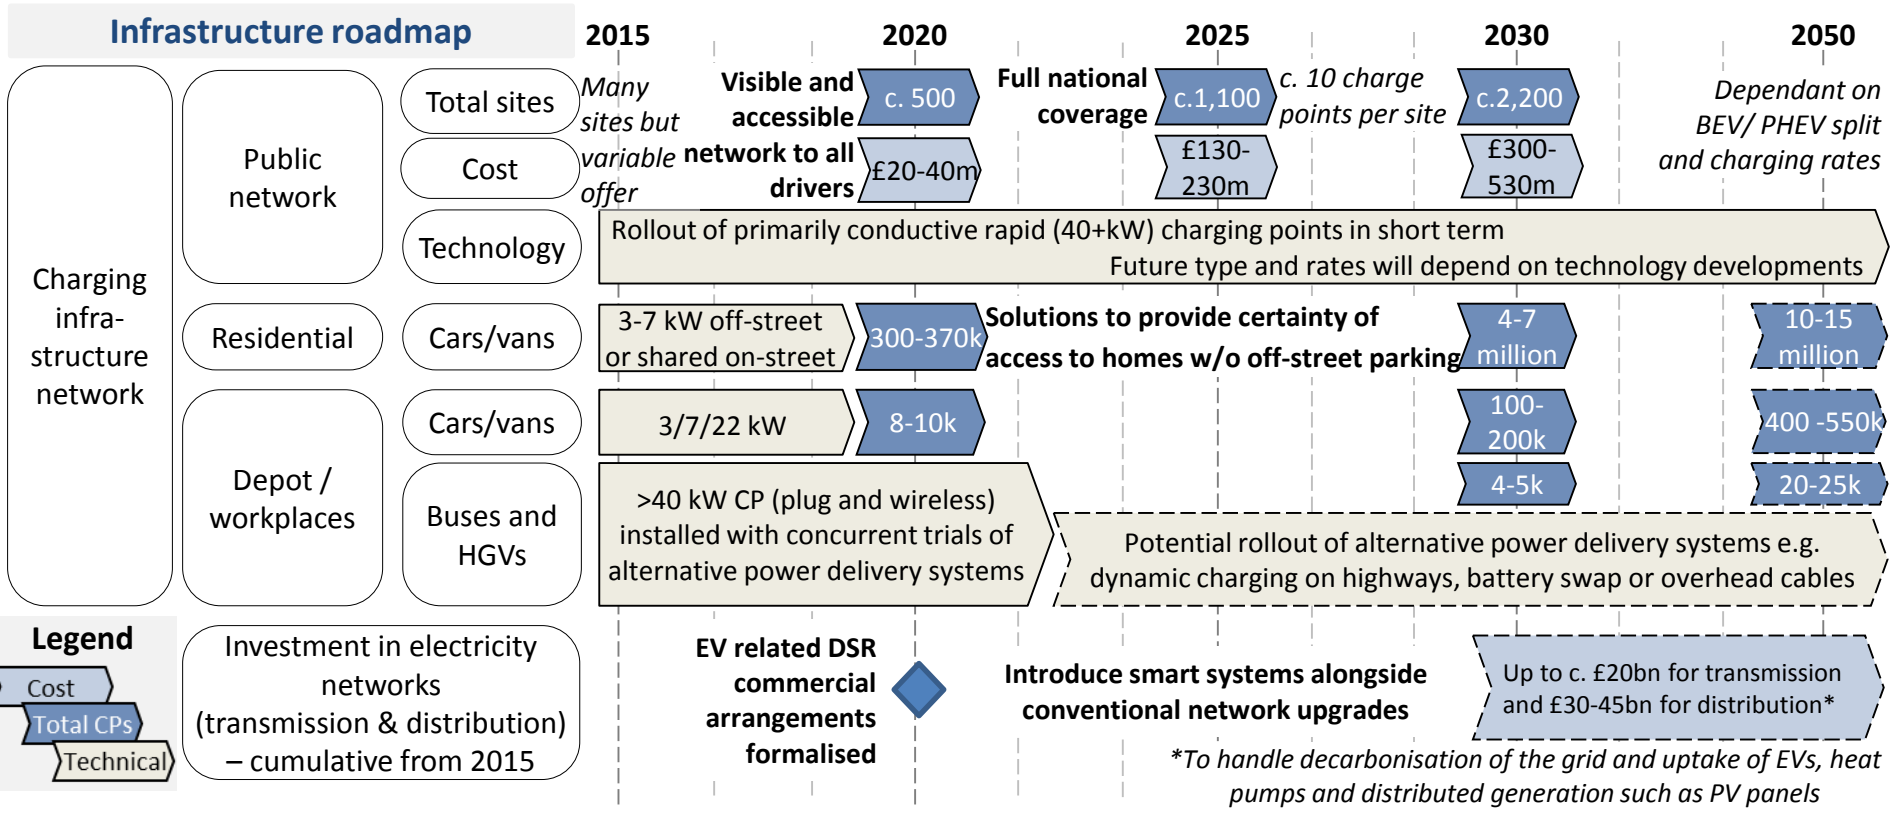 Infrastructure roadmap
2015
2020
2025
2030
2050
Charging
infra-
structure
network
Public
network
Total sites
Many
sites but
variable
offer
Visible and
accessible
network to all
drivers
c. 500
Full national
coverage
c.1,100
c. 10 charge
points per site
c.2,200
Dependant on
BEV/ PHEV split
and charging rates
Cost
£20-40m
£130-
230m
£300-
530m
Technology
Rollout of primarily conductive rapid (40+kW) charging points in short term
Future type and rates will depend on technology developments
Residential
Cars/vans
3-7 kW off-street
or shared on-street
300-370k
Solutions to provide certainty of
access to homes w/o off-street parking
4-7
million
10-15
million
Depot /
workplaces
Cars/vans
3/7/22 kW
8-10k
100-
200k
400 -550k
Buses and
HGVs
>40 kW CP (plug and wireless)
installed with concurrent trials of
alternative power delivery systems
4-5k
20-25k
Potential rollout of alternative power delivery systems e.g.
dynamic charging on highways, battery swap or overhead cables
Legend
Cost
Total CPs
Technical
Investment in electricity
networks
(transmission & distribution)
– cumulative from 2015
EV related DSR
commercial
arrangements
formalised
Introduce smart systems alongside
conventional network upgrades
Up to c. £20bn for transmission
and £30-45bn for distribution*
*To handle decarbonisation of the grid and uptake of EVs, heat
pumps and distributed generation such as PV panels